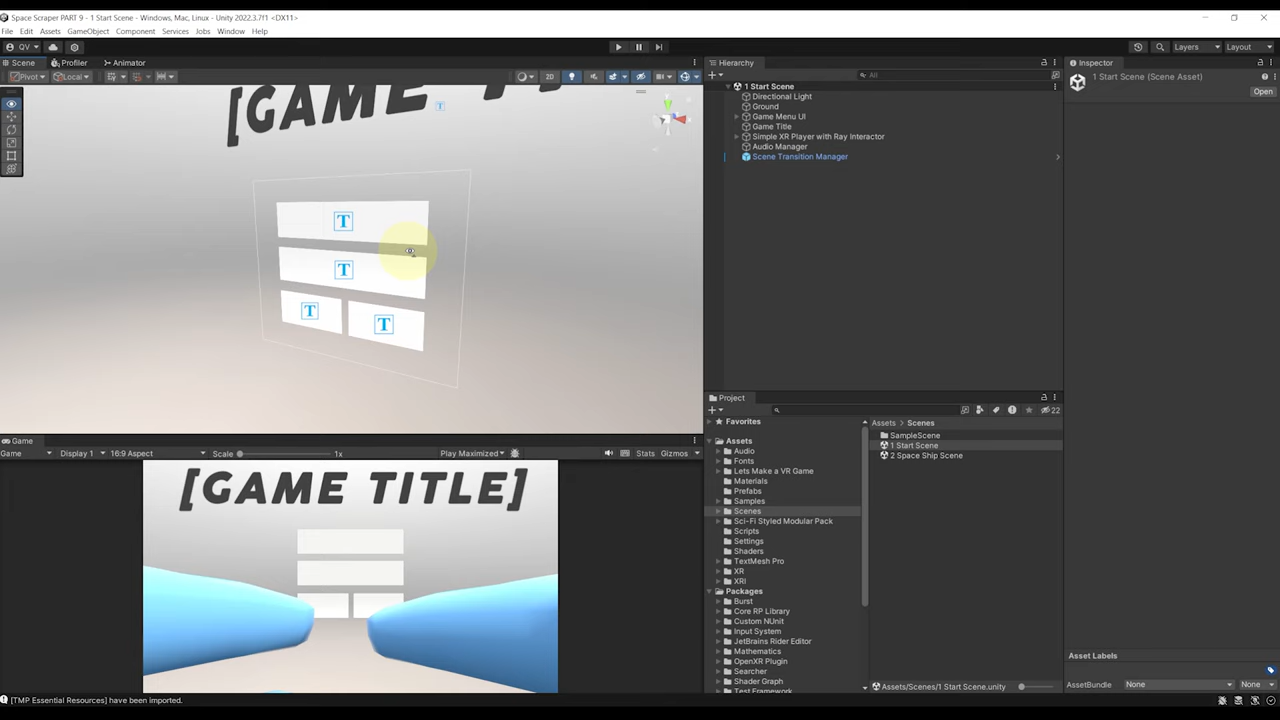 Space Scraper PART 9 - 1 Start Scene - Windows, Mac, Linux - Unity 2022.3.7f1 <DX11>
File Edit Assets GameObject Component Services Jobs Window Help
QV
Layers Layout
Scene Profiler Animator
Pivot Local 2D
[GAME
T
T
T
T T
Hierarchy
All
1 Start Scene
Directional Light
Ground
Game Menu UI
Game Title
Simple XR Player with Ray Interactor
Audio Manager
Scene Transition Manager
Inspector
1 Start Scene (Scene Asset)
Open
Game
Game Display 1 16:9 Aspect Scale 1x Play Maximized Stats Gizmos
[GAME TITLE]
Project
22
Favorites
Assets
Audio
Fonts
Lets Make a VR Game
Materials
Prefabs
Samples
Scenes
Sci-Fi Styled Modular Pack
Scripts
Settings
Shaders
TextMesh Pro
XR
XRI
Packages
Burst
Core RP Library
Custom NUnit
Input System
JetBrains Rider Editor
Mathematics
OpenXR Plugin
Searcher
Shader Graph
Test Framework
Assets > Scenes
SampleScene
1 Start Scene
2 Space Ship Scene
Assets/Scenes/1 Start Scene.unity
Asset Labels
AssetBundle None None
[TMP Essential Resources] have been imported.